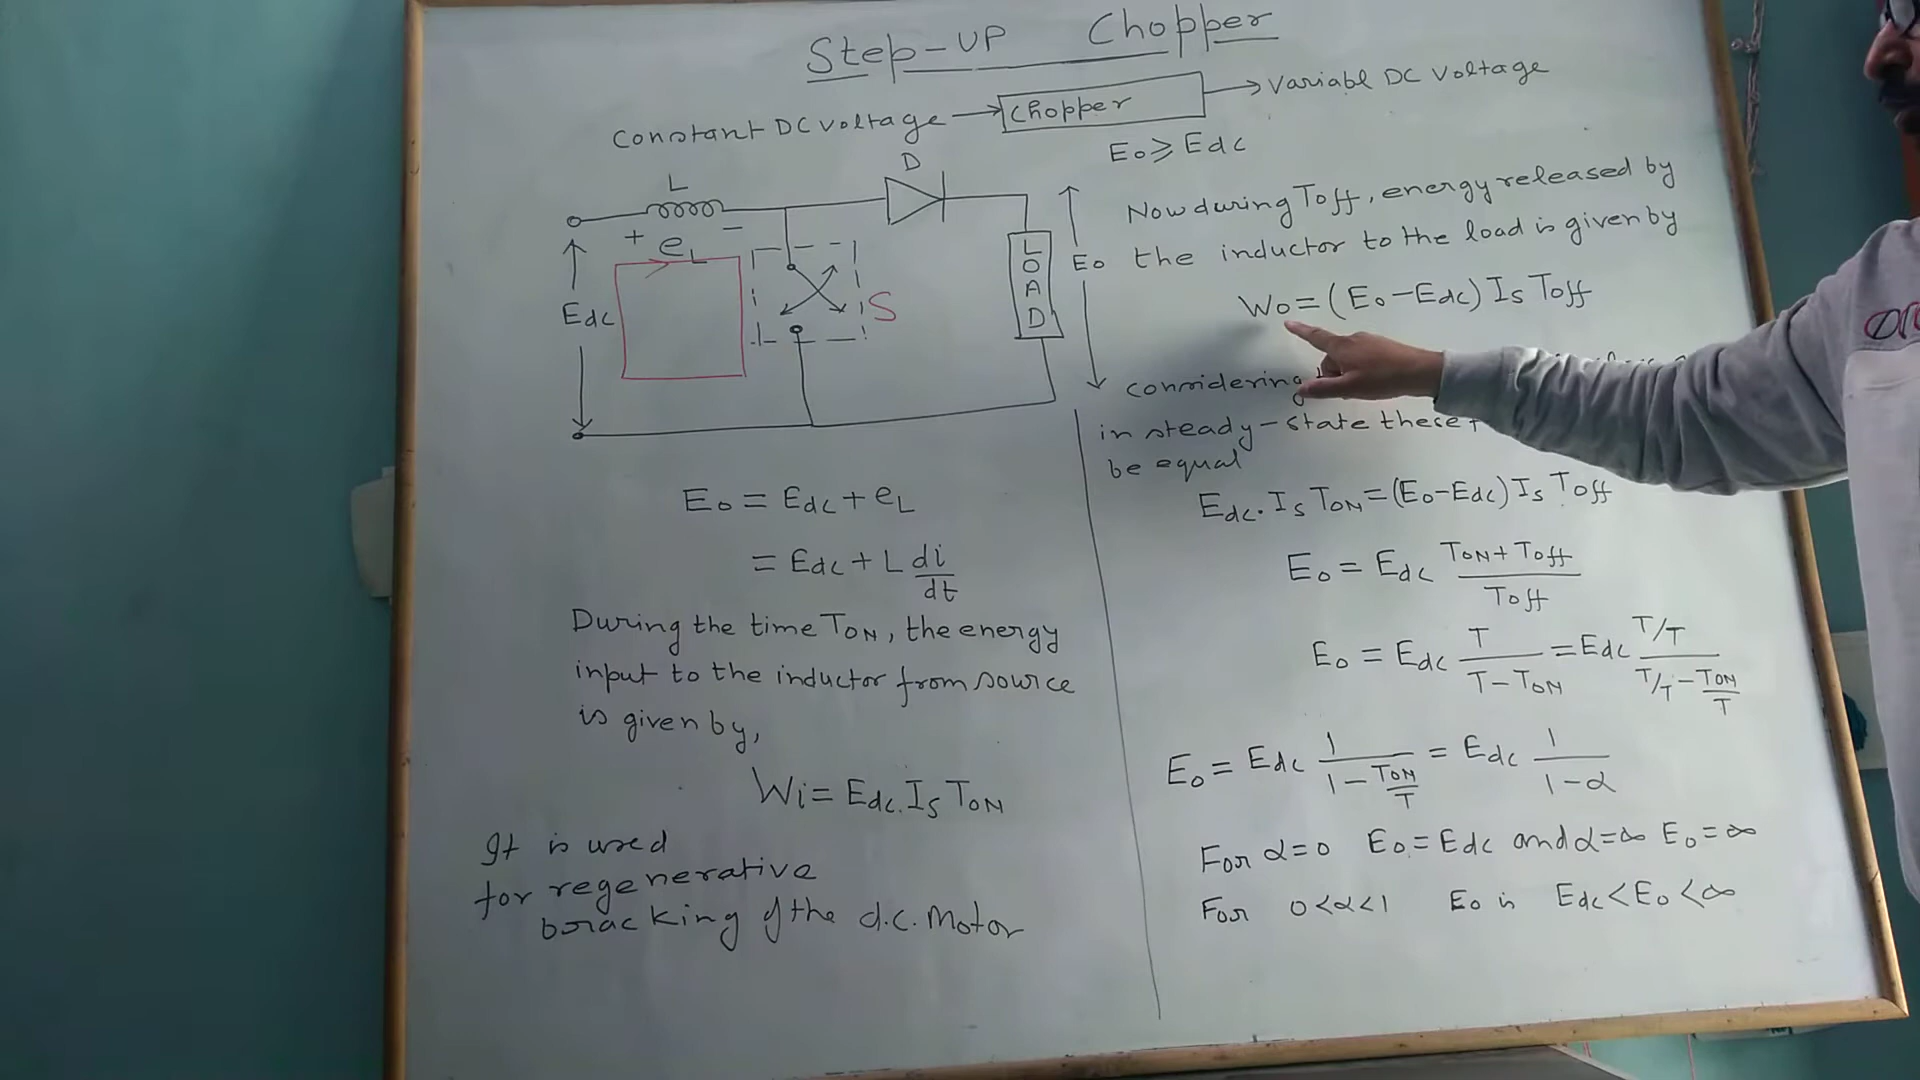 Step-UP Chopper
Constant DC voltage → Chopper → Variabl DC Voltage
E₀ ⩾ Edc
L
D
+ eL -
Edc
S
LOAD
E₀
E₀ = Edc + eL
= Edc + L di/dt
During the time TON, the energy
input to the inductor from source
is given by,
Wi = Edc. Is TON
It is used
for regenerative
bracking of the d.c. Motor
Now during Toff, energy released by
the inductor to the load is given by
W₀ = (E₀ - Edc) Is Toff
considering
in steady-state these
be equal
Edc. Is TON = (E₀ - Edc) Is Toff
E₀ = Edc (TON + Toff)/Toff
E₀ = Edc T/(T - TON) = Edc (T/T)/(T/T - TON/T)
E₀ = Edc 1/(1 - TON/T) = Edc 1/(1 - α)
For α = 0 E₀ = Edc and α = ∞ E₀ = ∞
For 0 < α < 1 E₀ is Edc < E₀ < ∞